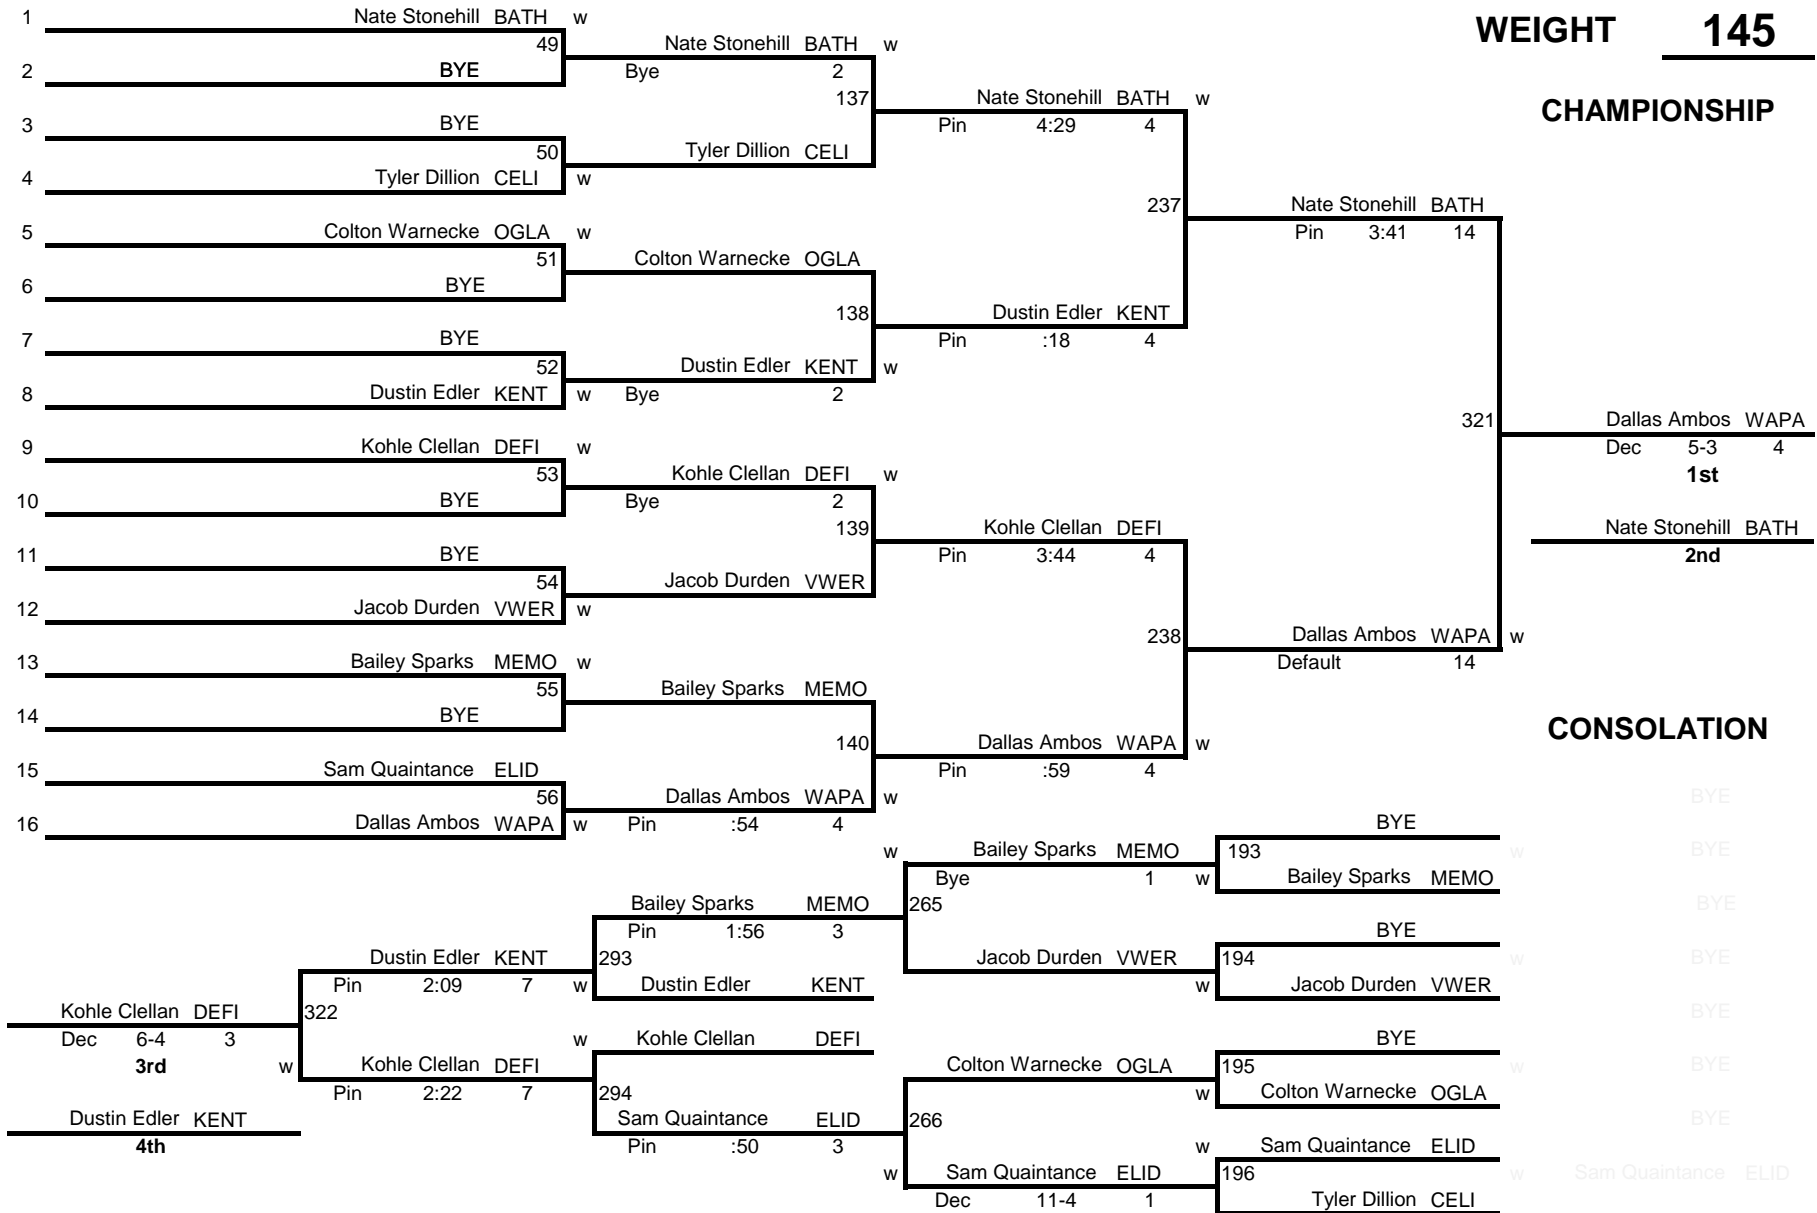 1 Nate Stonehill BATH w
WEIGHT 145
49 Nate Stonehill BATH w
2 BYE Bye 2
137 Nate Stonehill BATH w
CHAMPIONSHIP
3 BYE Pin 4:29 4
50 Tyler Dillion CELI
4 Tyler Dillion CELI w
237 Nate Stonehill BATH
5 Colton Warnecke OGLA w Pin 3:41 14
51 Colton Warnecke OGLA
6 BYE
138 Dustin Edler KENT
7 BYE Pin :18 4
52 Dustin Edler KENT w
8 Dustin Edler KENT w Bye 2
321 Dallas Ambos WAPA
9 Kohle Clellan DEFI w Dec 5-3 4
53 Kohle Clellan DEFI w 1st
10 BYE Bye 2
139 Kohle Clellan DEFI Nate Stonehill BATH
11 BYE Pin 3:44 4 2nd
54 Jacob Durden VWER
12 Jacob Durden VWER w
238 Dallas Ambos WAPA w
13 Bailey Sparks MEMO w Default 14
55 Bailey Sparks MEMO
14 BYE
CONSOLATION
140 Dallas Ambos WAPA w
15 Sam Quaintance ELID Pin :59 4
56 Dallas Ambos WAPA w BYE
16 Dallas Ambos WAPA w Pin :54 4 BYE
w Bailey Sparks MEMO 193 w BYE
Bye 1 w Bailey Sparks MEMO
Bailey Sparks MEMO 265 BYE
Pin 1:56 3 BYE
Dustin Edler KENT 293 Jacob Durden VWER 194 w BYE
Pin 2:09 7 w Dustin Edler KENT w Jacob Durden VWER
Kohle Clellan DEFI 322 BYE
Dec 6-4 3 w Kohle Clellan DEFI BYE
3rd w Kohle Clellan DEFI Colton Warnecke OGLA 195 w BYE
Pin 2:22 7 294 w Colton Warnecke OGLA
Dustin Edler KENT Sam Quaintance ELID 266 BYE
4th Pin :50 3 w Sam Quaintance ELID
w Sam Quaintance ELID 196 w Sam Quaintance ELID
Dec 11-4 1 Tyler Dillion CELI